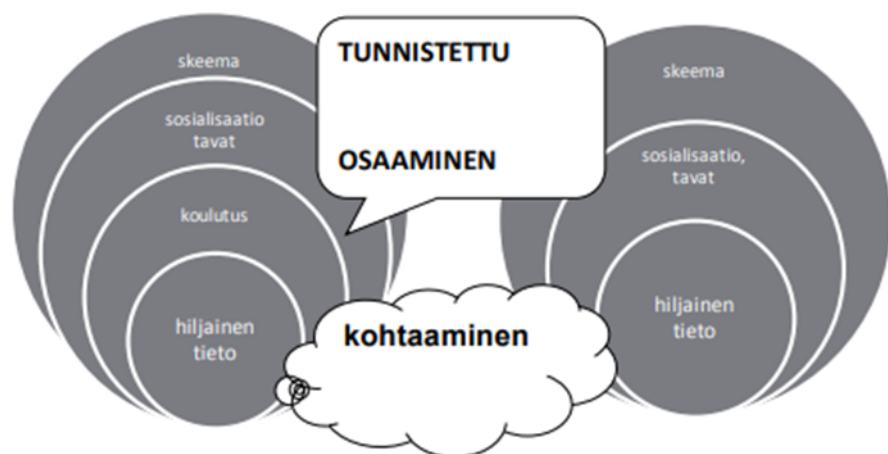 skeema
sosialisaatio
tavat
koulutus
hiljainen
tieto
TUNNISTETTU
OSAAMINEN
kohtaaminen
skeema
sosialisaatio,
tavat
hiljainen
tieto